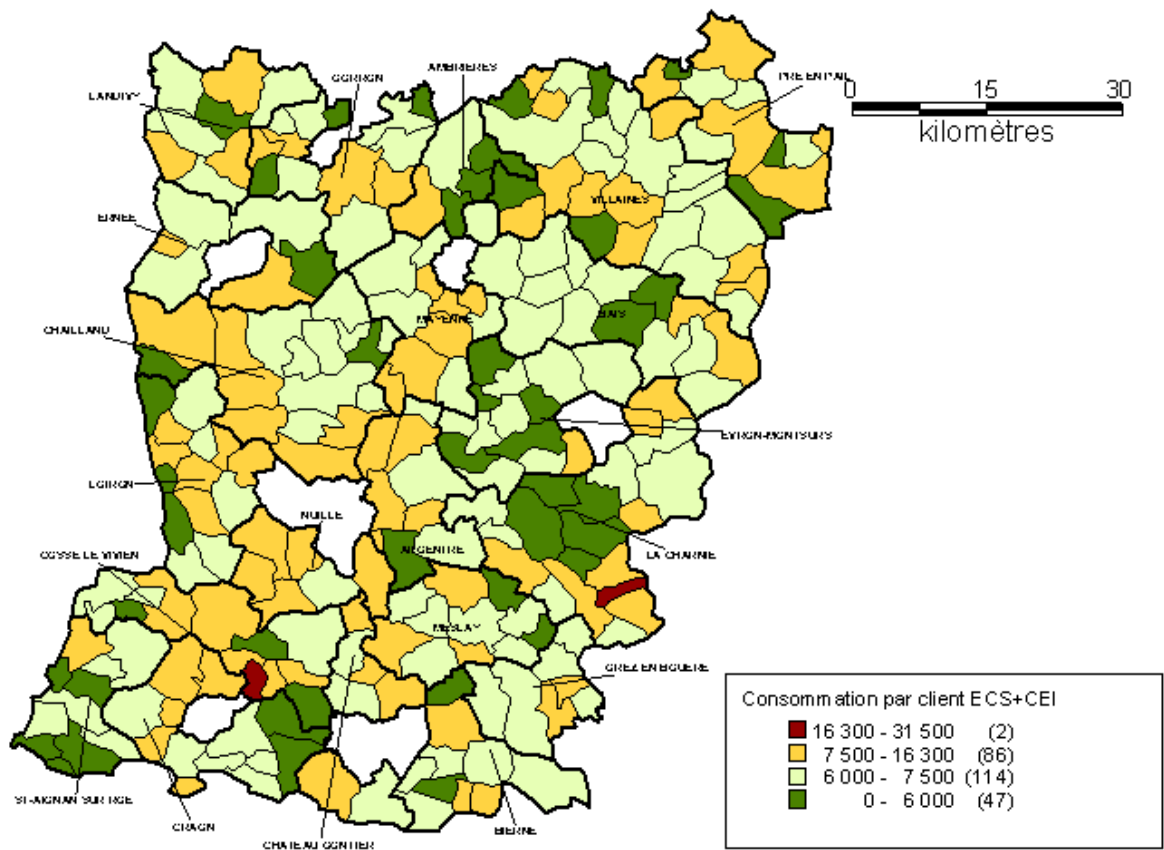 AMBRIERES
GORRON
LANDIVY
PRE EN PAIL
0 15 30
kilomètres
VILLAINES
ERNEE
BAIS
MAYENNE
CHAILLAND
EVRON-MONTSURS
LOIRON
NUILLE
COSSE LE VIVIEN
ARGENTRE
LA CHARNIE
MESLAY
GREZ EN BOUERE
Consommation par client ECS+CEI
16 300 - 31 500 (2)
7 500 - 16 300 (86)
6 000 - 7 500 (114)
0 - 6 000 (47)
ST-AIGNAN SUR ROE
CRAON
BIERNE
CHATEAU GONTIER